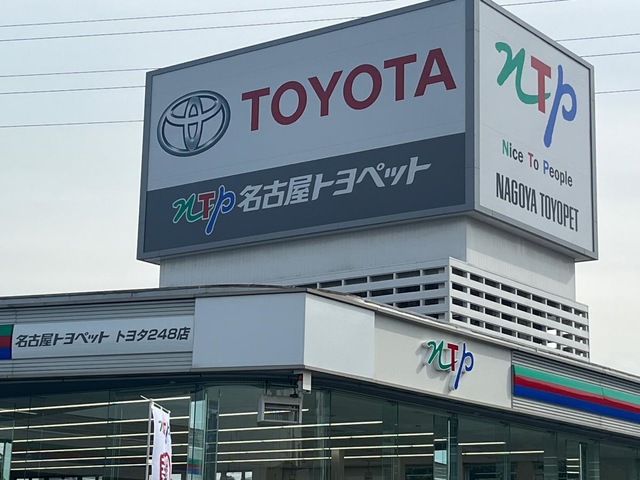 TOYOTA
nTp 名古屋トヨペット
nTp
Nice To People
NAGOYA TOYOPET
名古屋トヨペット トヨタ248店
nTp